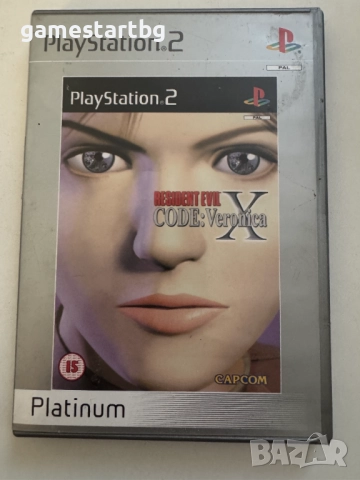 gamestartbg
PlayStation®2
PAL
PlayStation 2
PAL
RESIDENT EVIL
CODE: Veronica
X
15
CAPCOM
Platinum
BAZAR